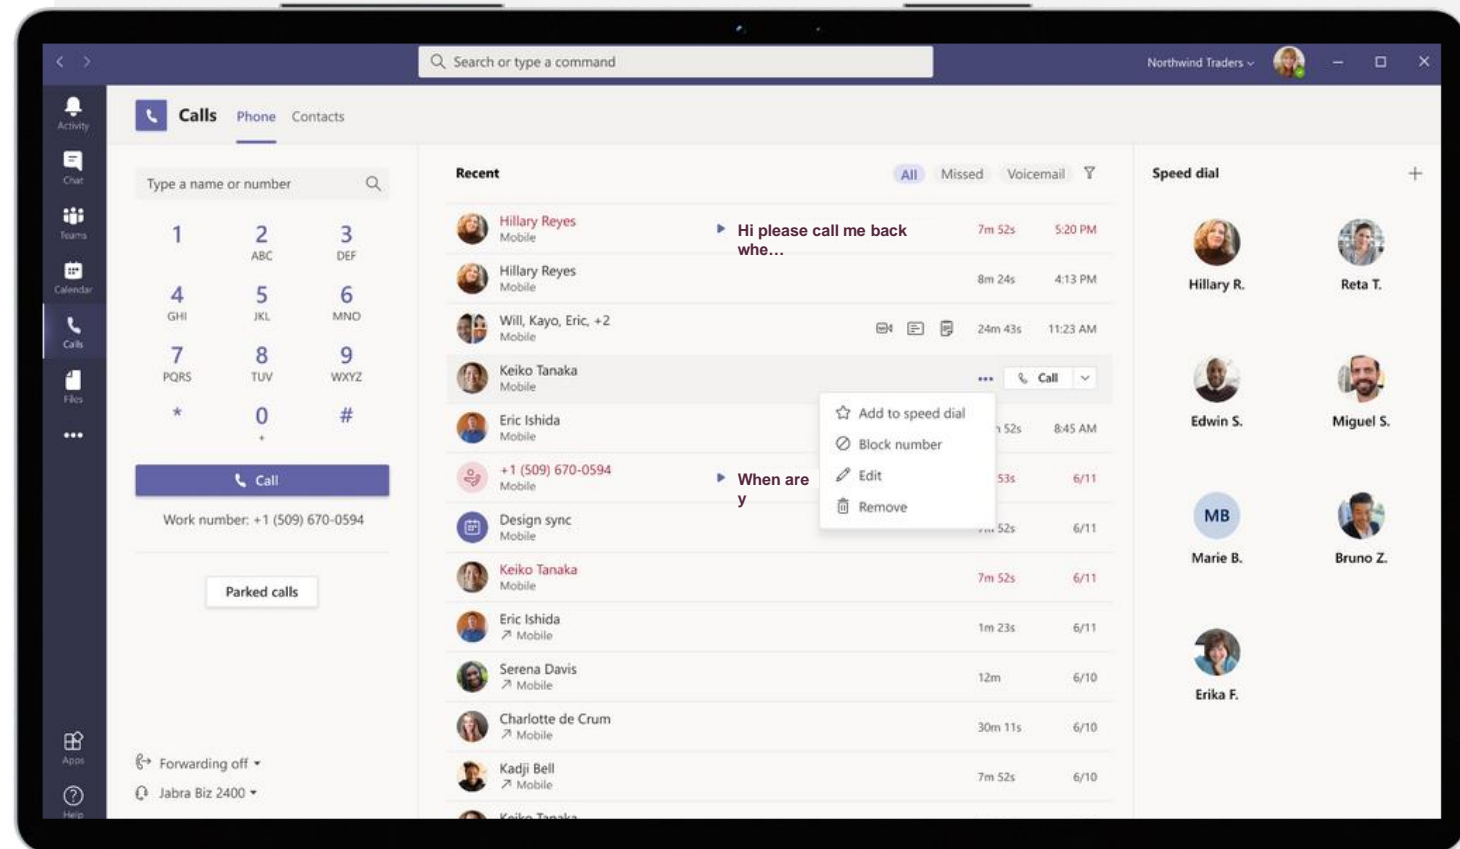 Search or type a command
Northwind Traders
Activity
Chat
Teams
Calendar
Calls
Files
Apps
Help
Calls Phone Contacts
Type a name or number
1 2 3
ABC DEF
4 5 6
GHI JKL MNO
7 8 9
PQRS TUV WXYZ
* 0 #
+
Call
Work number: +1 (509) 670-0594
Parked calls
Forwarding off
Jabra Biz 2400
Recent All Missed Voicemail
Hillary Reyes
Mobile
Hi please call me back
whe…
7m 52s 5:20 PM
Hillary Reyes
Mobile
8m 24s 4:13 PM
Will, Kayo, Eric, +2
Mobile
24m 43s 11:23 AM
Keiko Tanaka
Mobile
Call
Add to speed dial
Block number
Edit
Remove
Eric Ishida
Mobile
52s 8:45 AM
+1 (509) 670-0594
Mobile
When are
y
53s 6/11
Design sync
Mobile
52s 6/11
Keiko Tanaka
Mobile
7m 52s 6/11
Eric Ishida
Mobile
1m 23s 6/11
Serena Davis
Mobile
12m 6/10
Charlotte de Crum
Mobile
30m 11s 6/10
Kadji Bell
Mobile
7m 52s 6/10
Keiko Tanaka
Speed dial
Hillary R. Reta T.
Edwin S. Miguel S.
MB
Marie B. Bruno Z.
Erika F.